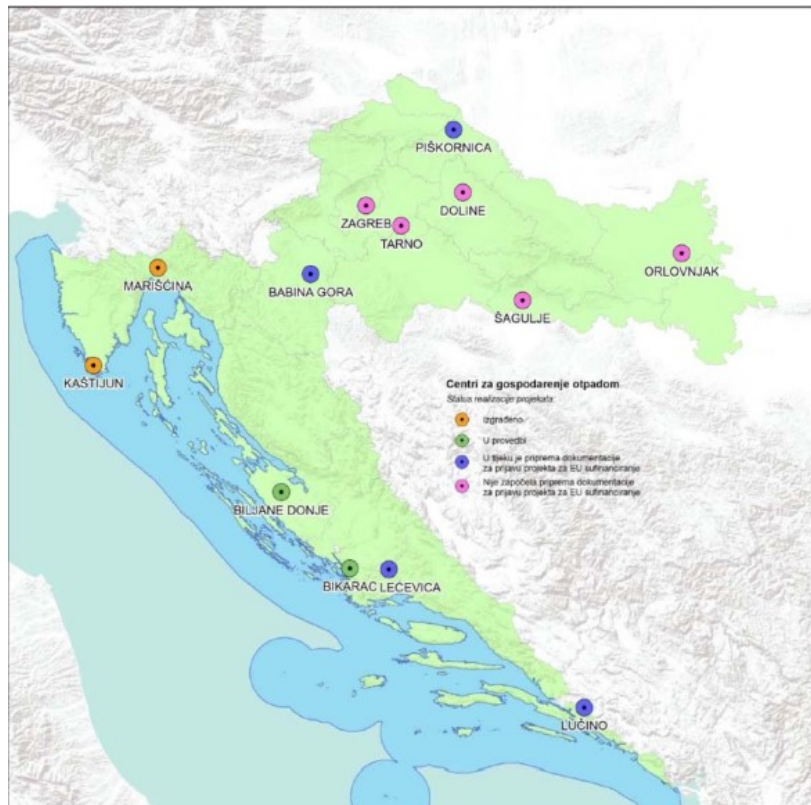 PIŠKORNICA
DOLINE
ZAGREB
TARNO
ORLOVNJAK
MARIŠĆINA
BABINA GORA
ŠAGULJE
KAŠTIJUN
Centri za gospodarenje otpadom
Status realizacije projekata:
Izgrađeno
U provedbi
U tijeku je priprema dokumentacije
za prijavu projekta za EU sufinanciranje
Nije započela priprema dokumentacije
za prijavu projekta za EU sufinanciranje
BILJANE DONJE
BIKARAC
LEĆEVICA
LUČINO